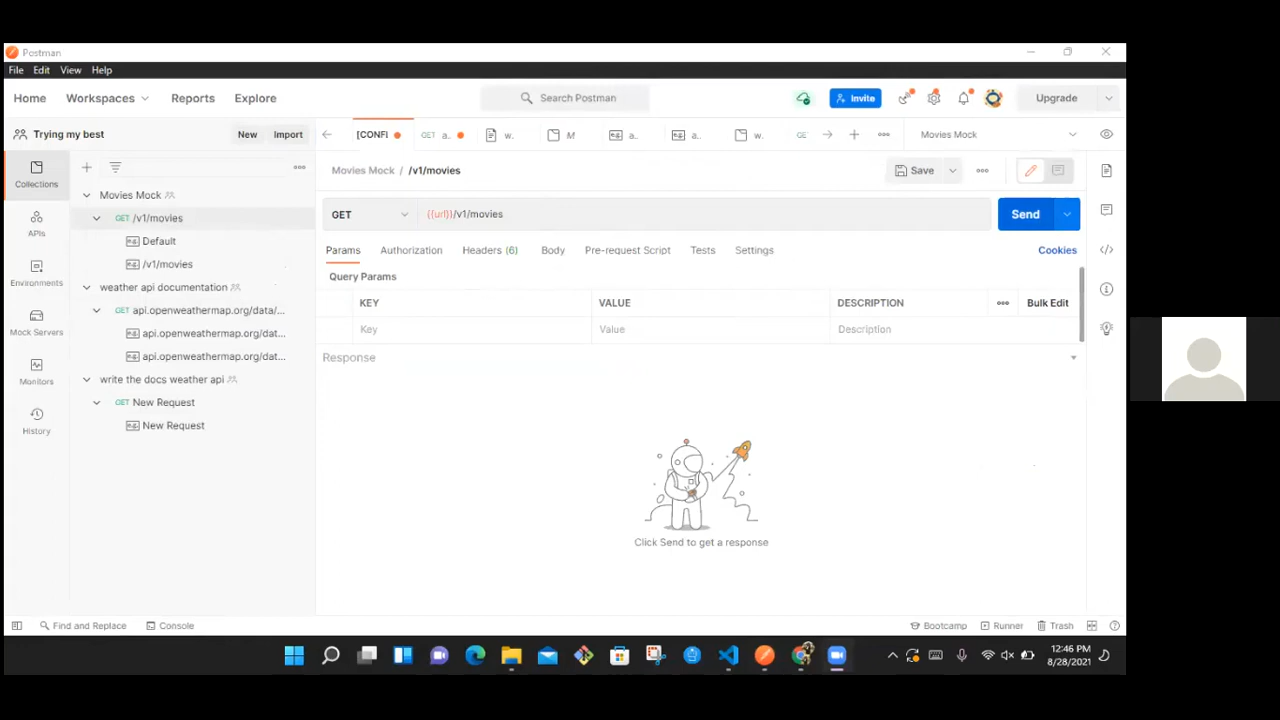 Postman
File Edit View Help
Home Workspaces Reports Explore Search Postman Invite Upgrade
Trying my best New Import [CONFI GET a.. w. M a.. a.. w. GE Movies Mock
Collections
APIs
Environments
Mock Servers
Monitors
History
Movies Mock
GET /v1/movies
e.g. Default
e.g. /v1/movies
weather api documentation
GET api.openweathermap.org/data/...
e.g. api.openweathermap.org/dat...
e.g. api.openweathermap.org/dat...
write the docs weather api
GET New Request
e.g. New Request
Movies Mock / /v1/movies Save
GET {{url}}/v1/movies Send
Params Authorization Headers (6) Body Pre-request Script Tests Settings Cookies
Query Params
KEY VALUE DESCRIPTION Bulk Edit
Key Value Description
Response
Click Send to get a response
Find and Replace Console Bootcamp Runner Trash
12:46 PM
8/28/2021